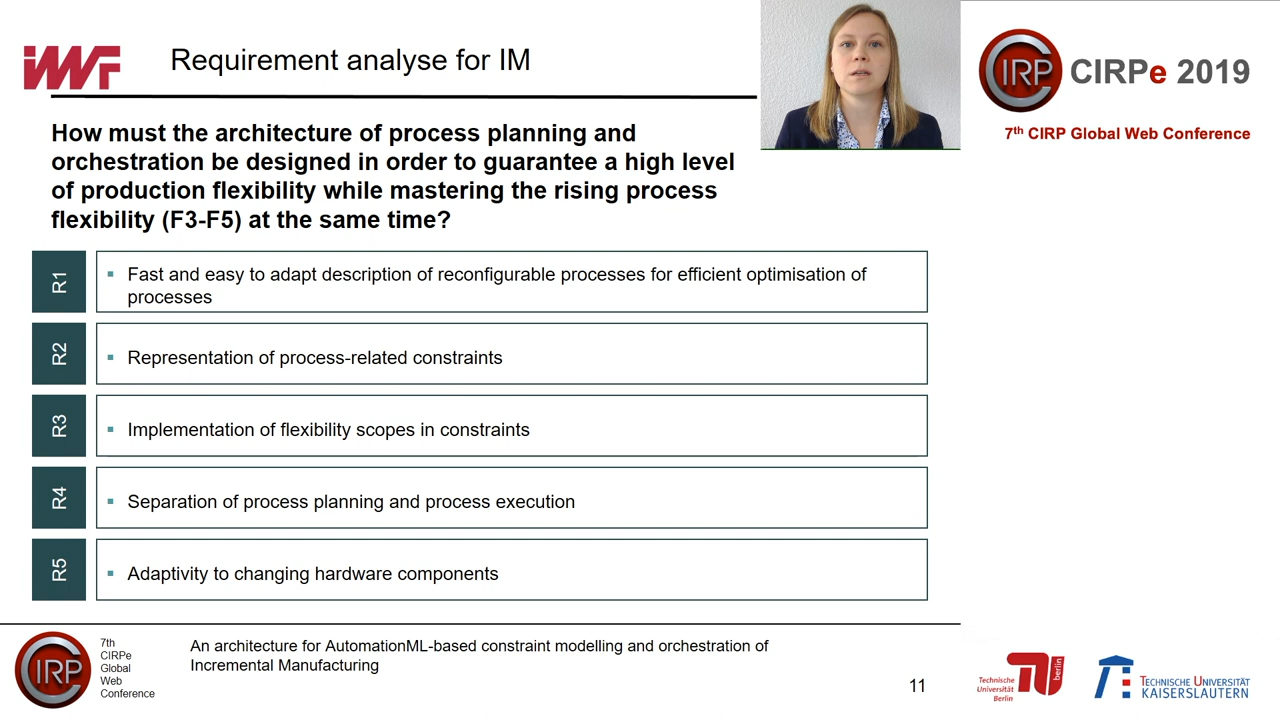 iWF
Requirement analyse for IM
CIRP
CIRPe 2019
7th CIRP Global Web Conference
How must the architecture of process planning and
orchestration be designed in order to guarantee a high level
of production flexibility while mastering the rising process
flexibility (F3-F5) at the same time?
R1
▪ Fast and easy to adapt description of reconfigurable processes for efficient optimisation of
processes
R2
▪ Representation of process-related constraints
R3
▪ Implementation of flexibility scopes in constraints
R4
▪ Separation of process planning and process execution
R5
▪ Adaptivity to changing hardware components
CIRP
7th
CIRPe
Global
Web
Conference
An architecture for AutomationML-based constraint modelling and orchestration of
Incremental Manufacturing
11
Technische
Universität
Berlin
berlin
TECHNISCHE UNIVERSITÄT
KAISERSLAUTERN